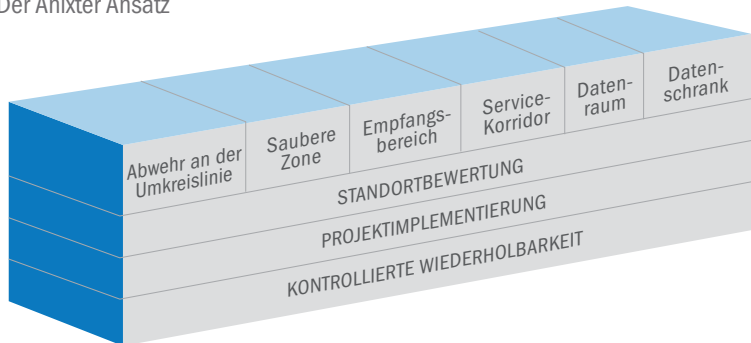 Der Anixter Ansatz
Abwehr an der
Umkreislinie
Saubere
Zone
Empfangs-
bereich
Service-
Korridor
Daten-
raum
Daten-
schrank
STANDORTBEWERTUNG
PROJEKTIMPLEMENTIERUNG
KONTROLLIERTE WIEDERHOLBARKEIT